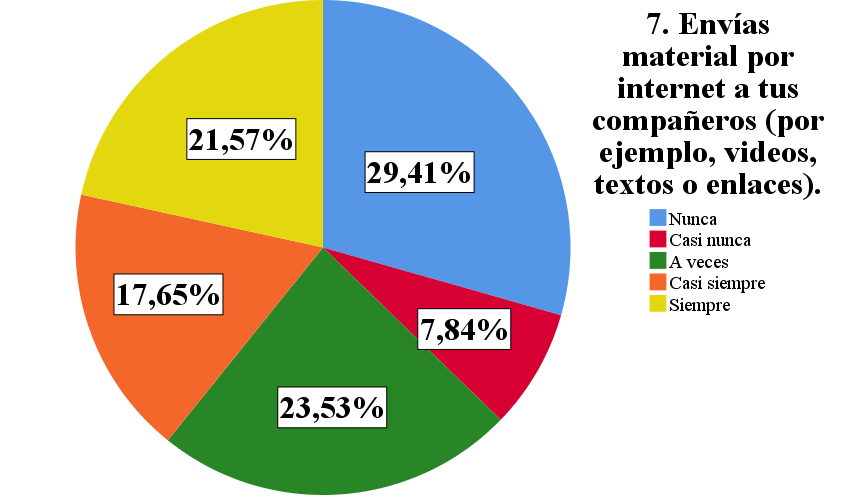 7. Envías
material por
internet a tus
compañeros (por
ejemplo, videos,
textos o enlaces).
Nunca
Casi nunca
A veces
Casi siempre
Siempre
21,57%
29,41%
17,65%
7,84%
23,53%